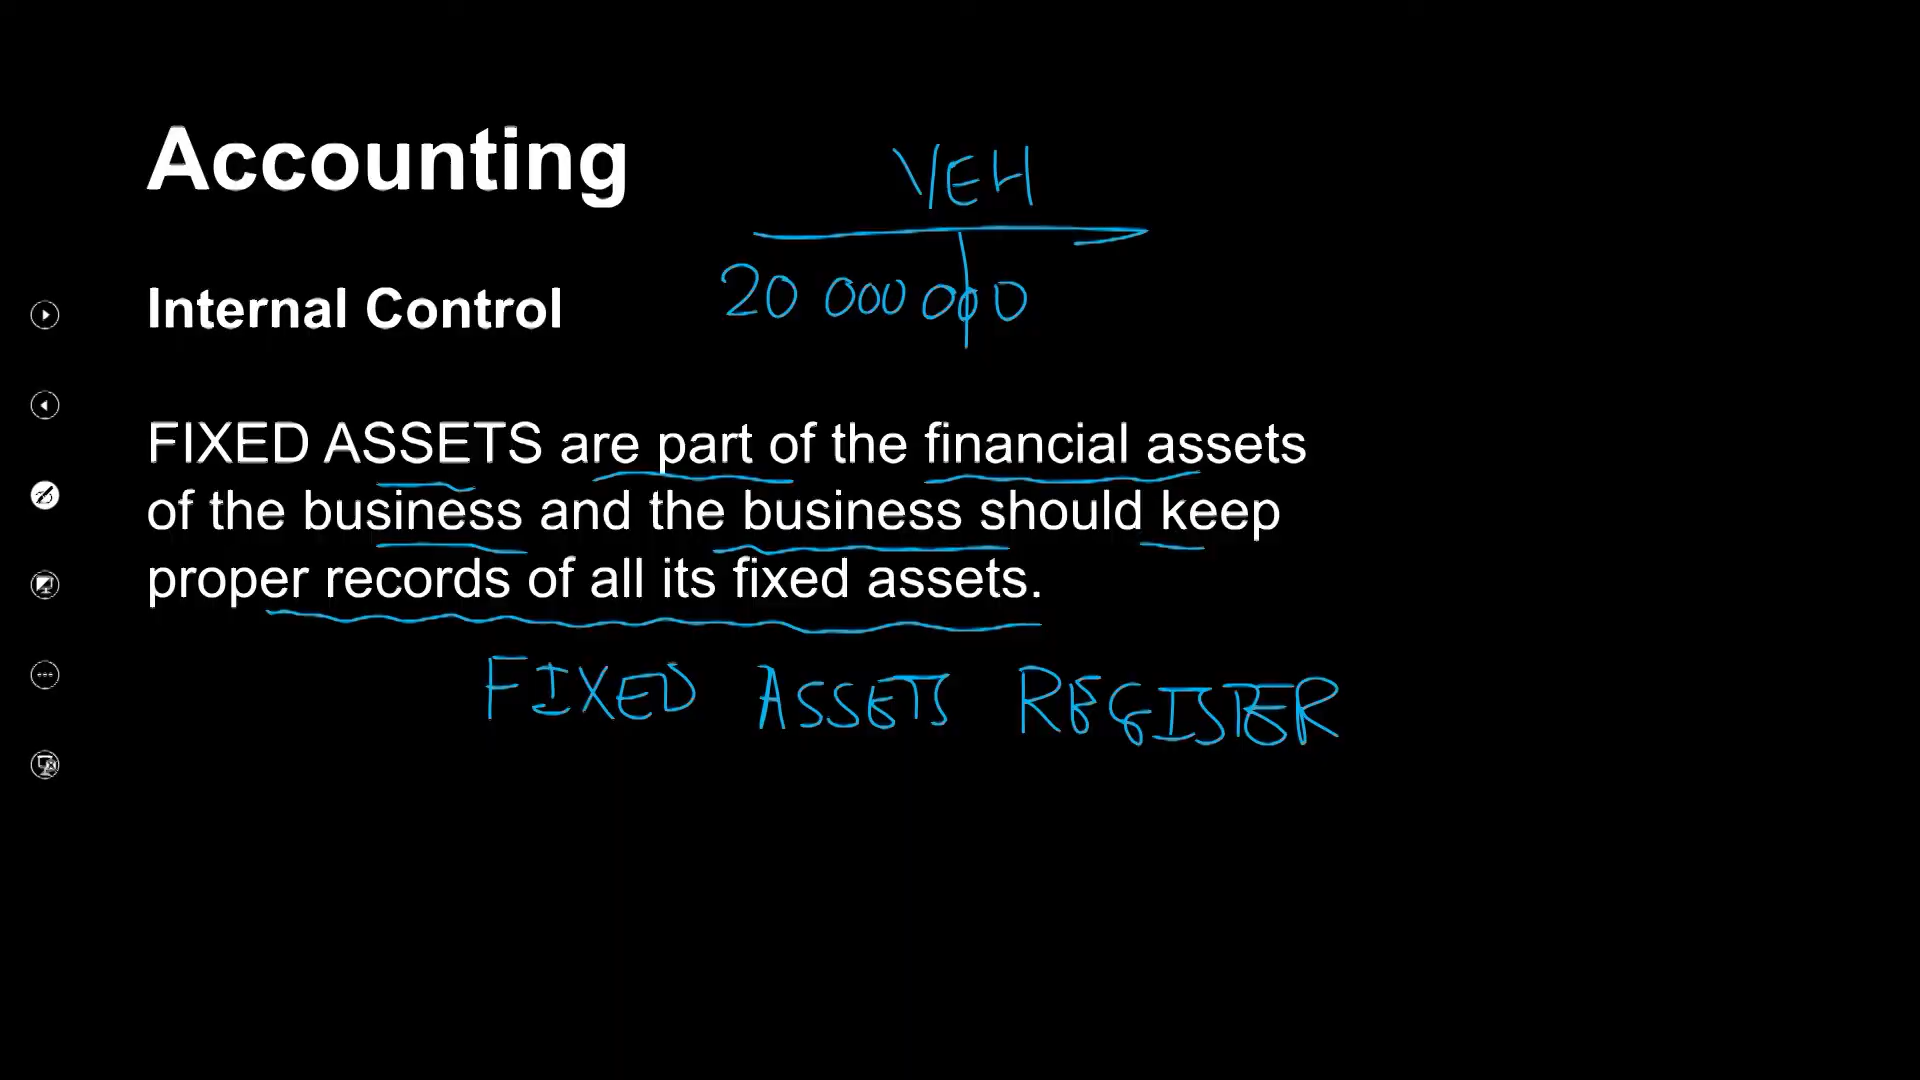 Accounting
VEH
20 000 000
Internal Control
FIXED ASSETS are part of the financial assets
of the business and the business should keep
proper records of all its fixed assets.
FIXED ASSETS REGISTER